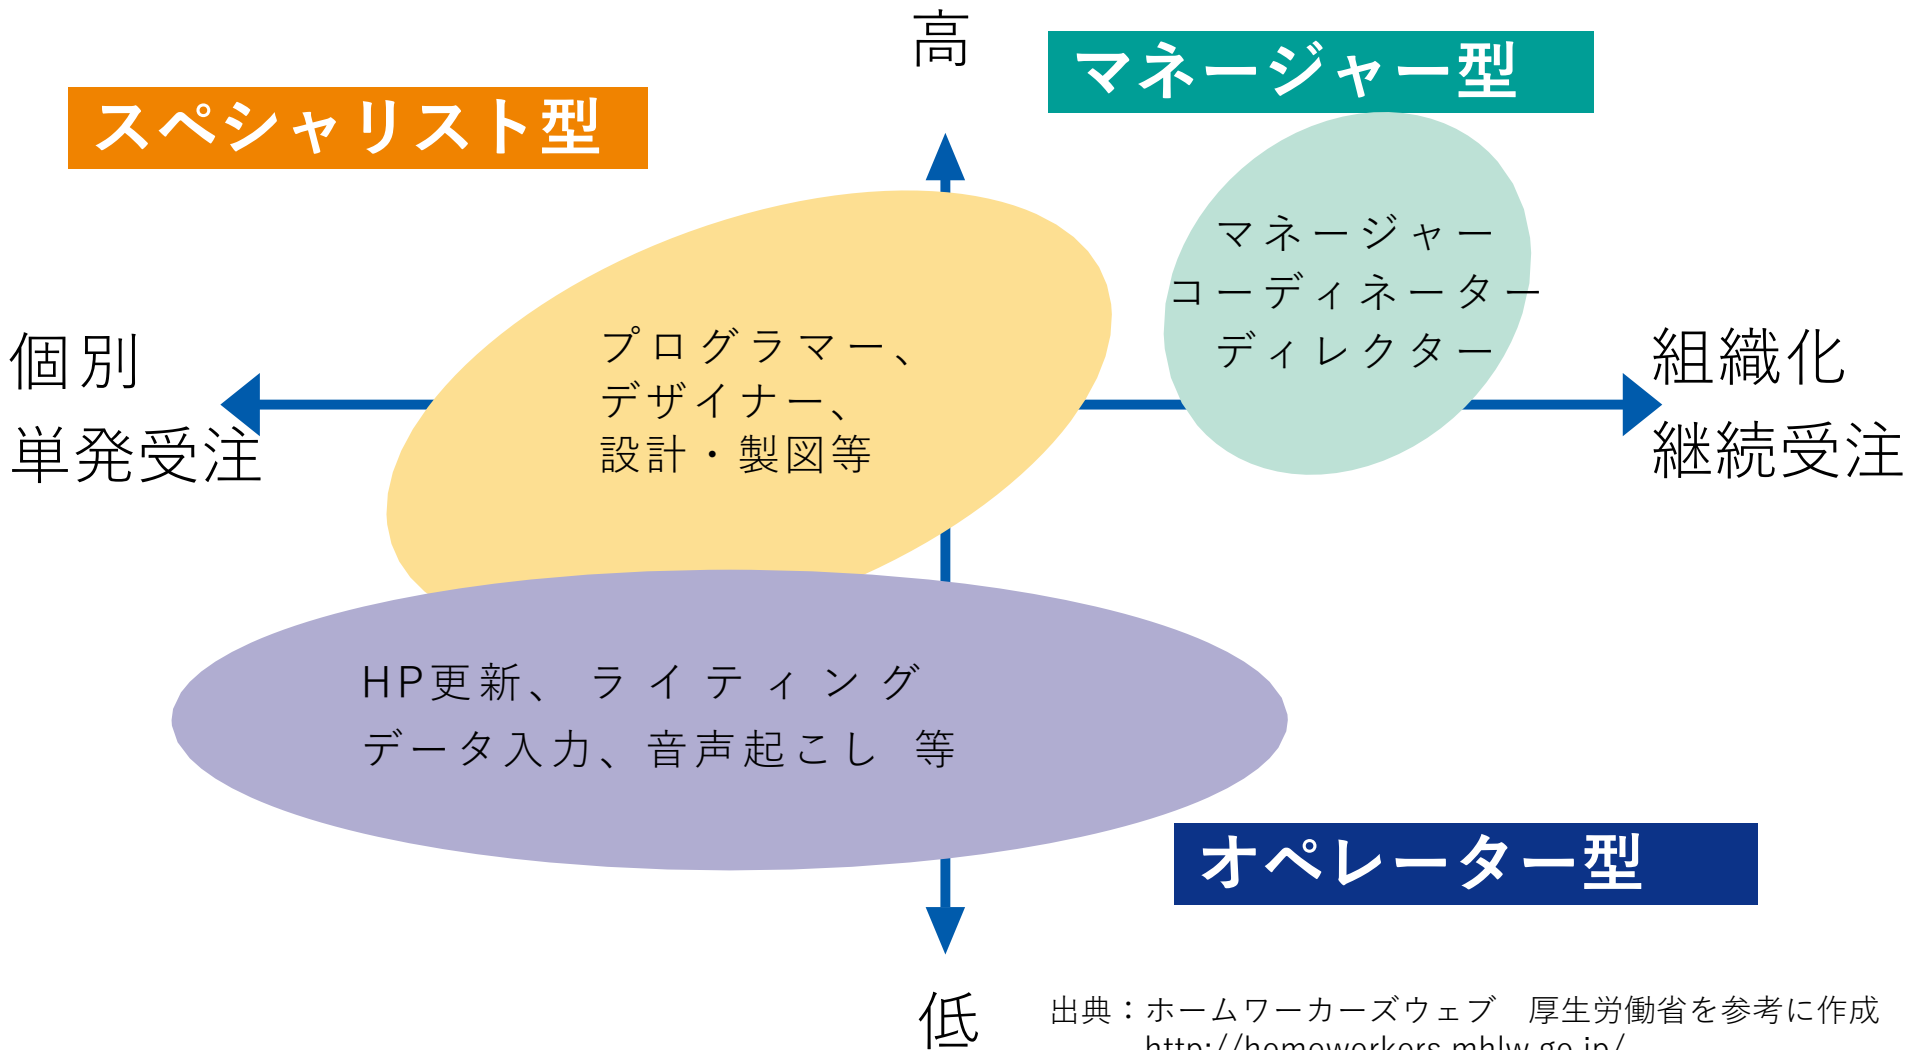 高
マネージャー型
スペシャリスト型
マネージャー
コーディネーター
ディレクター
プログラマー、
デザイナー、
設計・製図等
個別
単発受注
組織化
継続受注
HP更新、ライティング
データ入力、音声起こし 等
オペレーター型
低
出典：ホームワーカーズウェブ　厚生労働省を参考に作成
http://homeworkers.mhlw.go.jp/